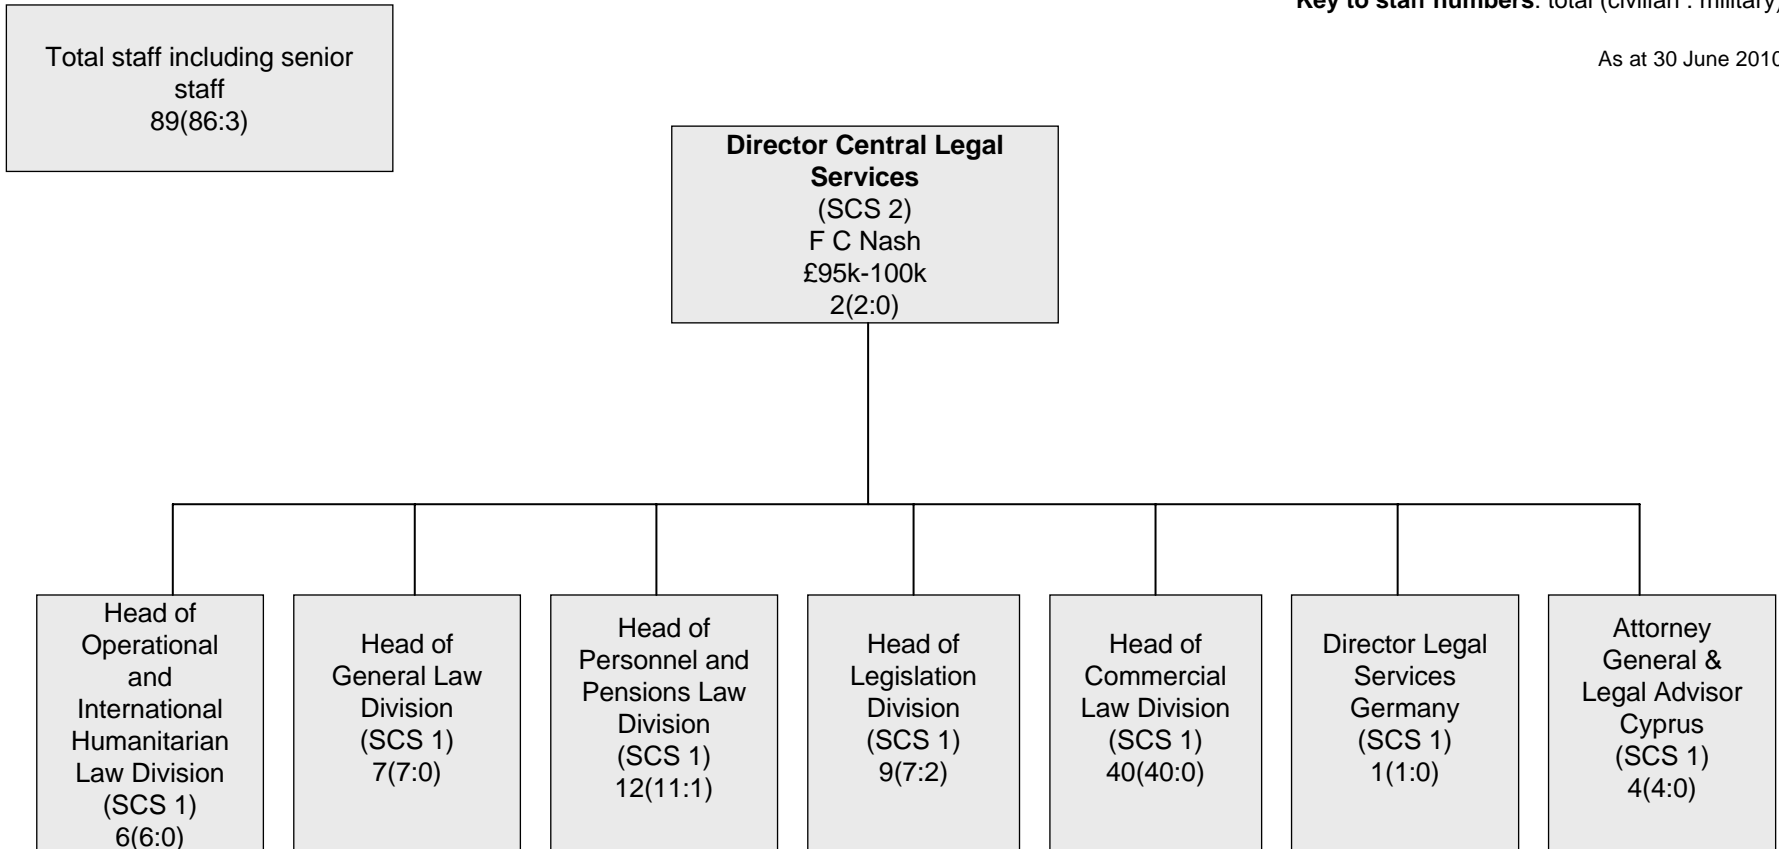 Key to staff numbers: total (civilian : military)
As at 30 June 2010
Total staff including senior
staff
89(86:3)
Director Central Legal
Services
(SCS 2)
F C Nash
£95k-100k
2(2:0)
Head of
Operational
and
International
Humanitarian
Law Division
(SCS 1)
6(6:0)
Head of
General Law
Division
(SCS 1)
7(7:0)
Head of
Personnel and
Pensions Law
Division
(SCS 1)
12(11:1)
Head of
Legislation
Division
(SCS 1)
9(7:2)
Head of
Commercial
Law Division
(SCS 1)
40(40:0)
Director Legal
Services
Germany
(SCS 1)
1(1:0)
Attorney
General &
Legal Advisor
Cyprus
(SCS 1)
4(4:0)